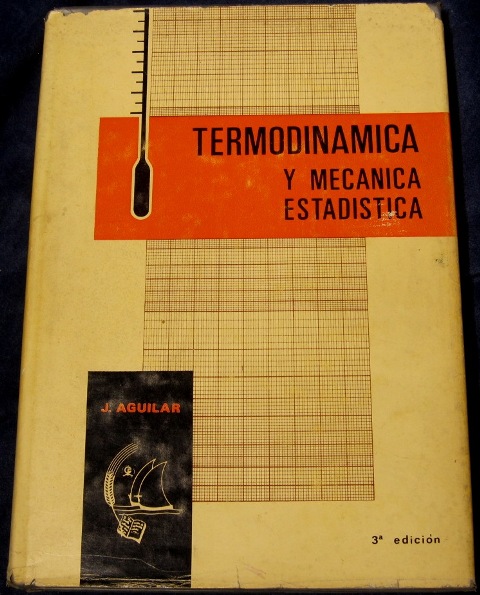 TERMODINAMICA
Y MECANICA
ESTADISTICA
J. AGUILAR
3ª edición